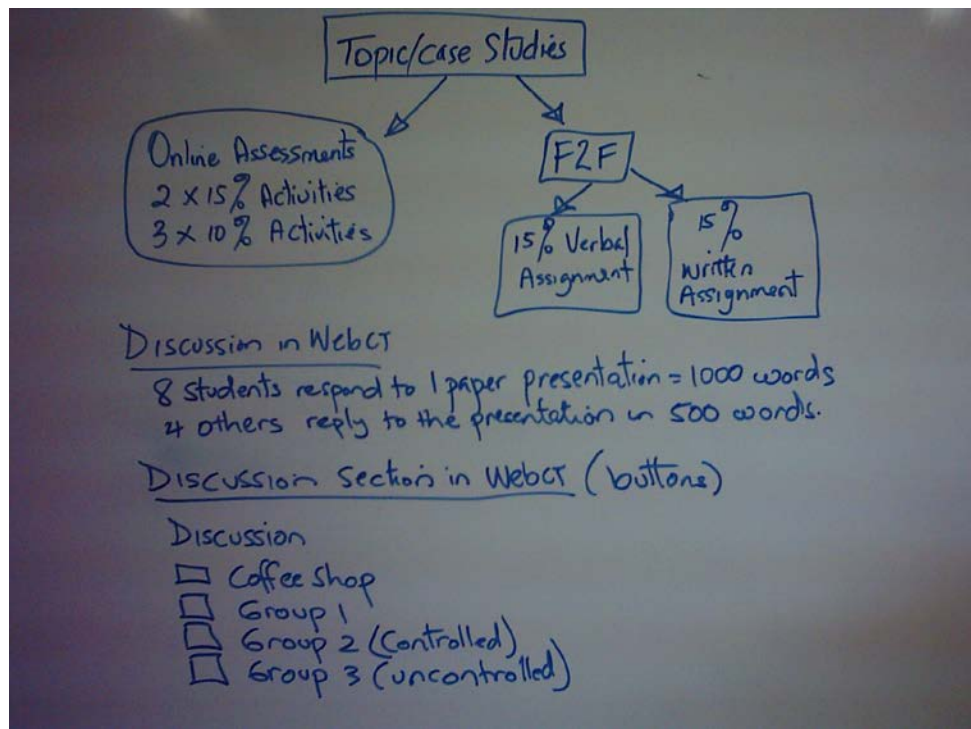 Topic/case Studies
Online Assessments
2 x 15% Activities
3 x 10% Activities
F2F
15% Verbal
Assignment
15%
written
Assignment
Discussion in WebCT
8 students respond to 1 paper presentation = 1000 words
4 others reply to the presentation in 500 words.
Discussion Section in WebCT (buttons)
Discussion
Coffee Shop
Group 1
Group 2 (Controlled)
Group 3 (uncontrolled)